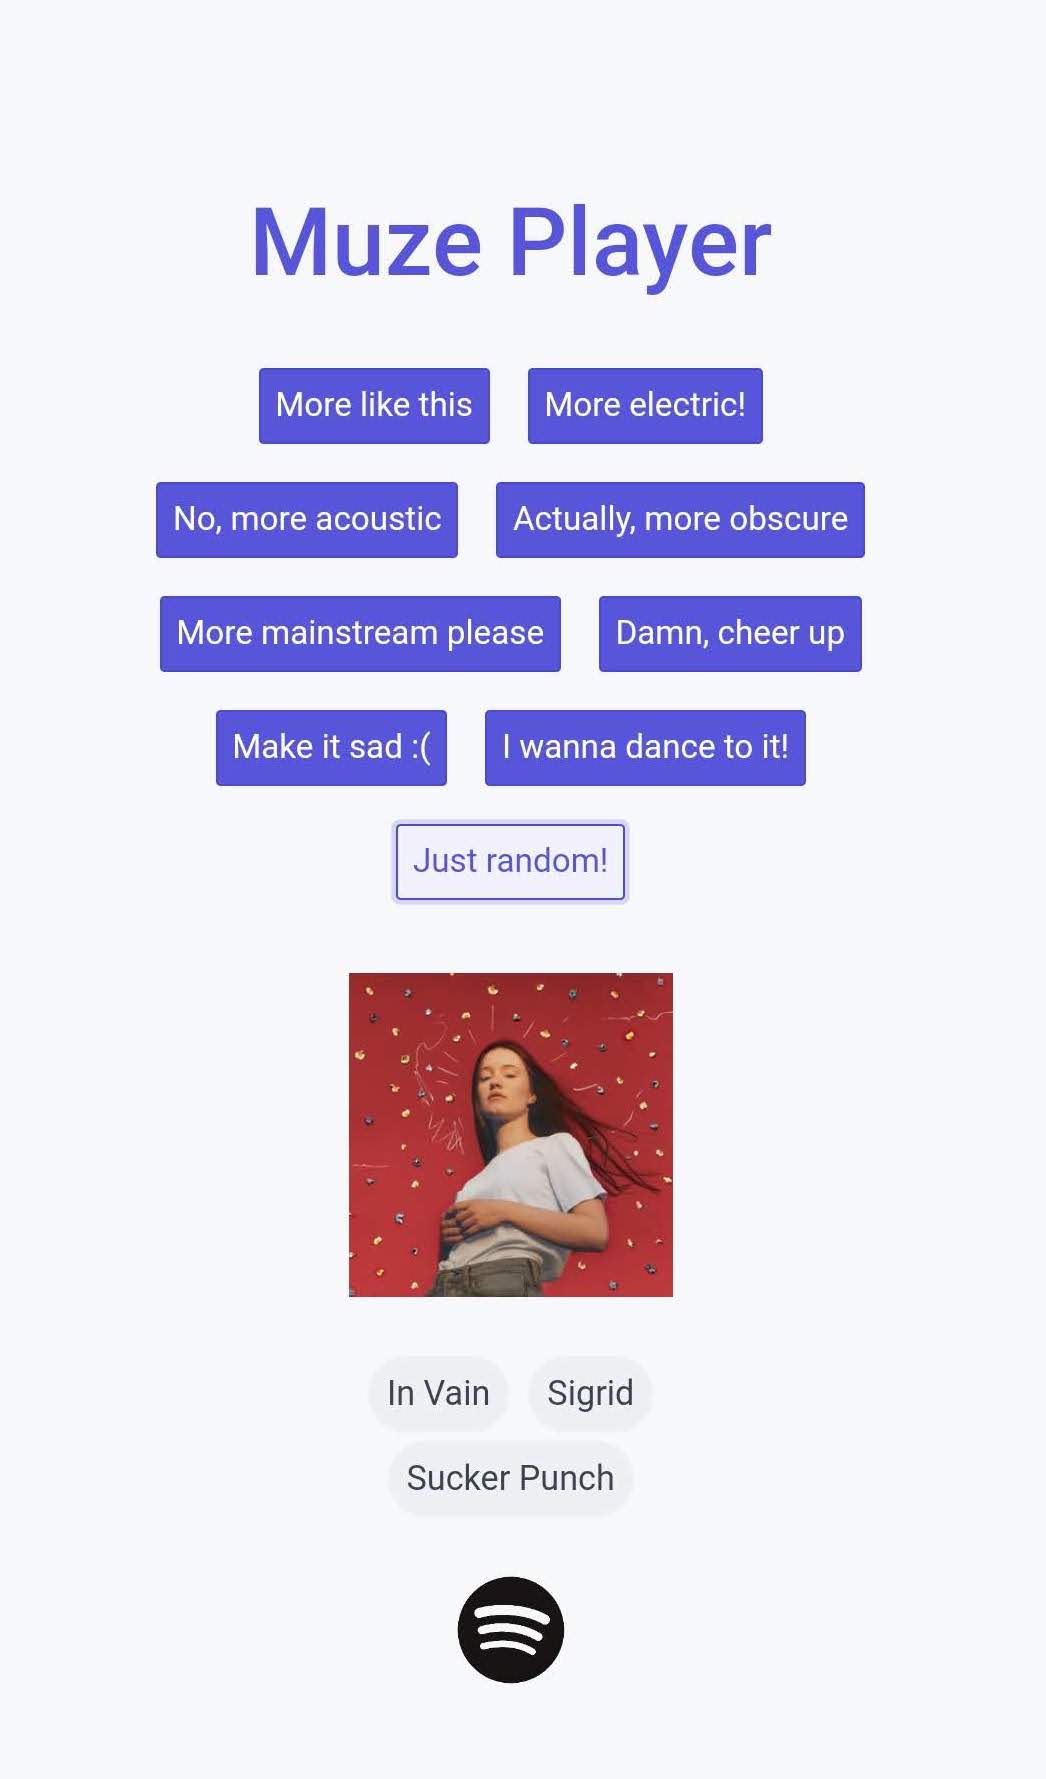 Muze Player
More like this More electric!
No, more acoustic Actually, more obscure
More mainstream please Damn, cheer up
Make it sad :( I wanna dance to it!
Just random!
In Vain Sigrid
Sucker Punch